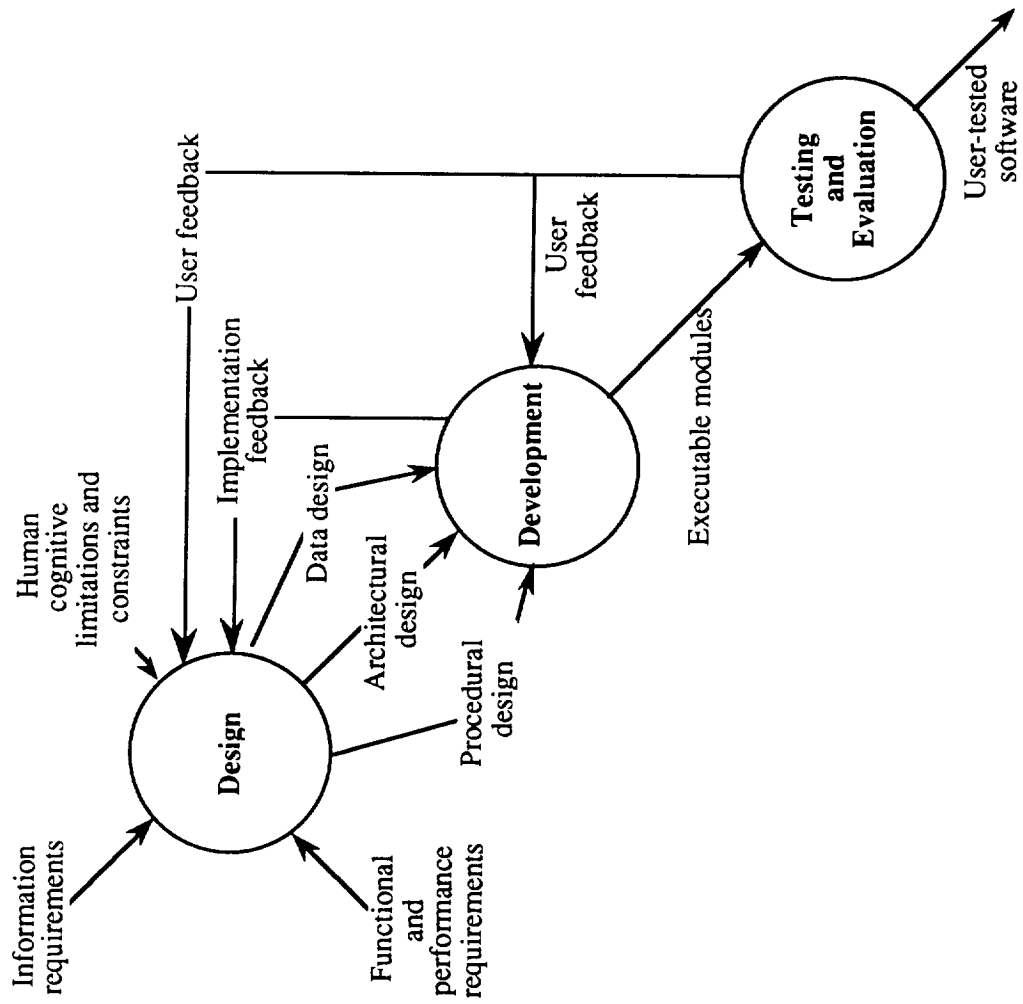 Information
requirements
Functional
and
performance
requirements
Design
Human
cognitive
limitations and
constraints
User feedback
Implementation
feedback
Data design
Architectural
design
Procedural
design
Development
User
feedback
Executable modules
Testing
and
Evaluation
User-tested
software